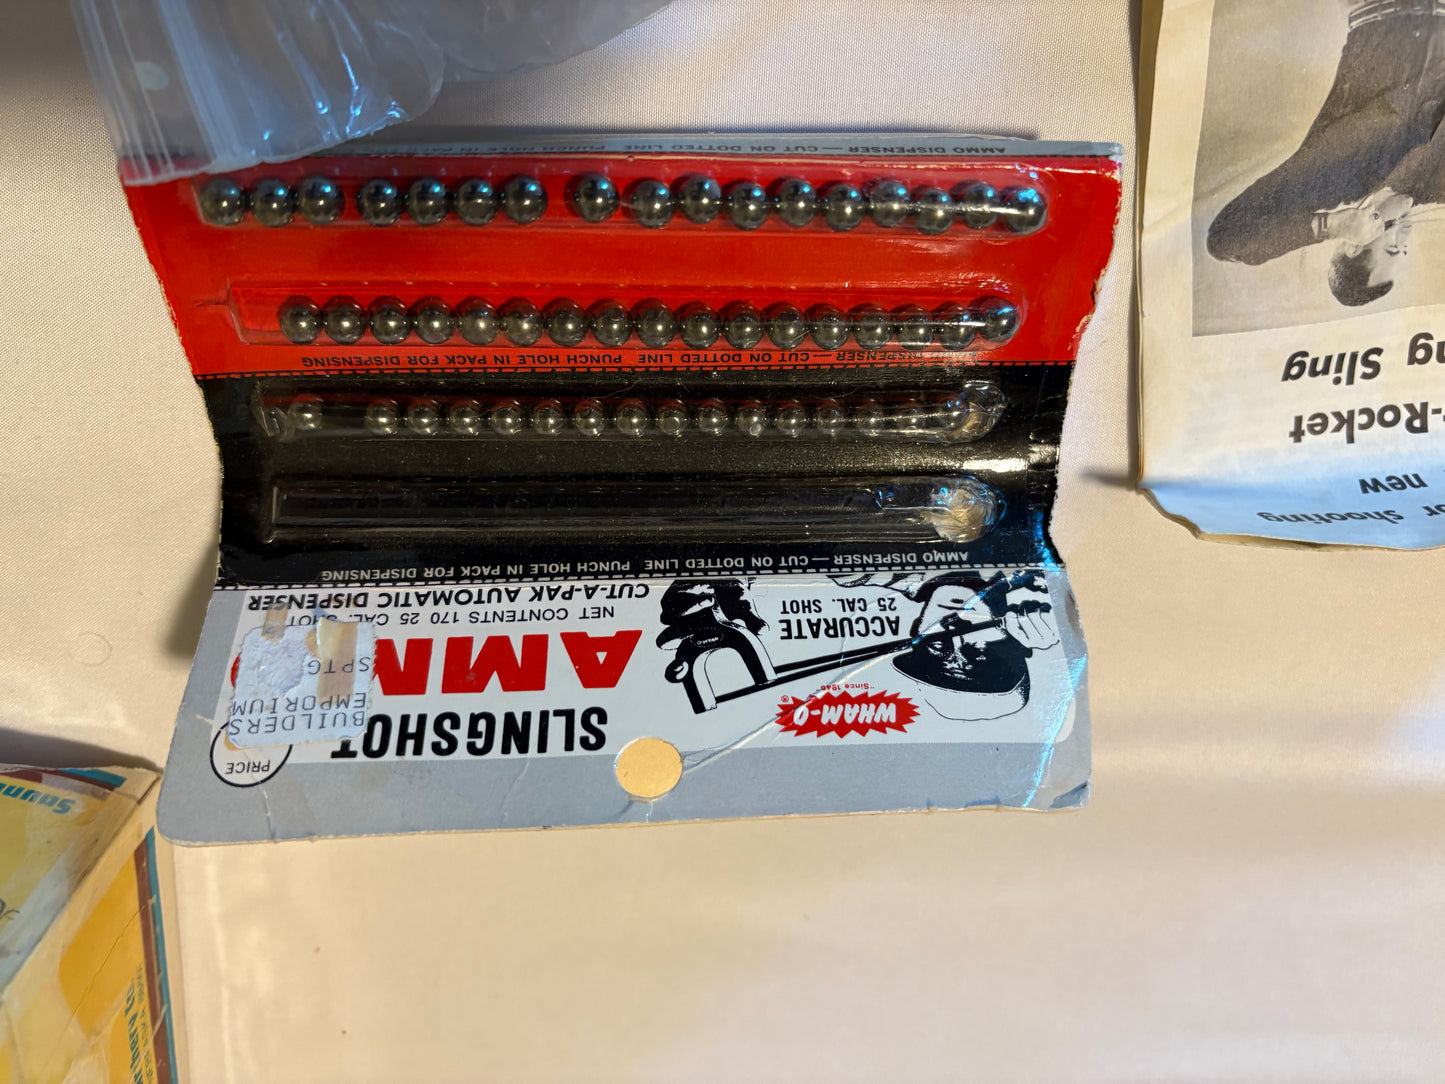 PRICE
SLINGSHOT
BUILDERS
EMPORIUM
SPTG
WHAM-O®
"Since 1948"
NET CONTENTS 170 25 CAL. SHOT
CUT-A-PAK AUTOMATIC DISPENSER
ACCURATE
25 CAL. SHOT
AMMO DISPENSER — CUT ON DOTTED LINE PUNCH HOLE IN PACK FOR DISPENSING
DISPENSER — CUT ON DOTTED LINE PUNCH HOLE IN PACK FOR DISPENSING
AMMO DISPENSER — CUT ON DOTTED LINE PUNCH HOLE IN PACK
shooting
new
-Rocket
Sling